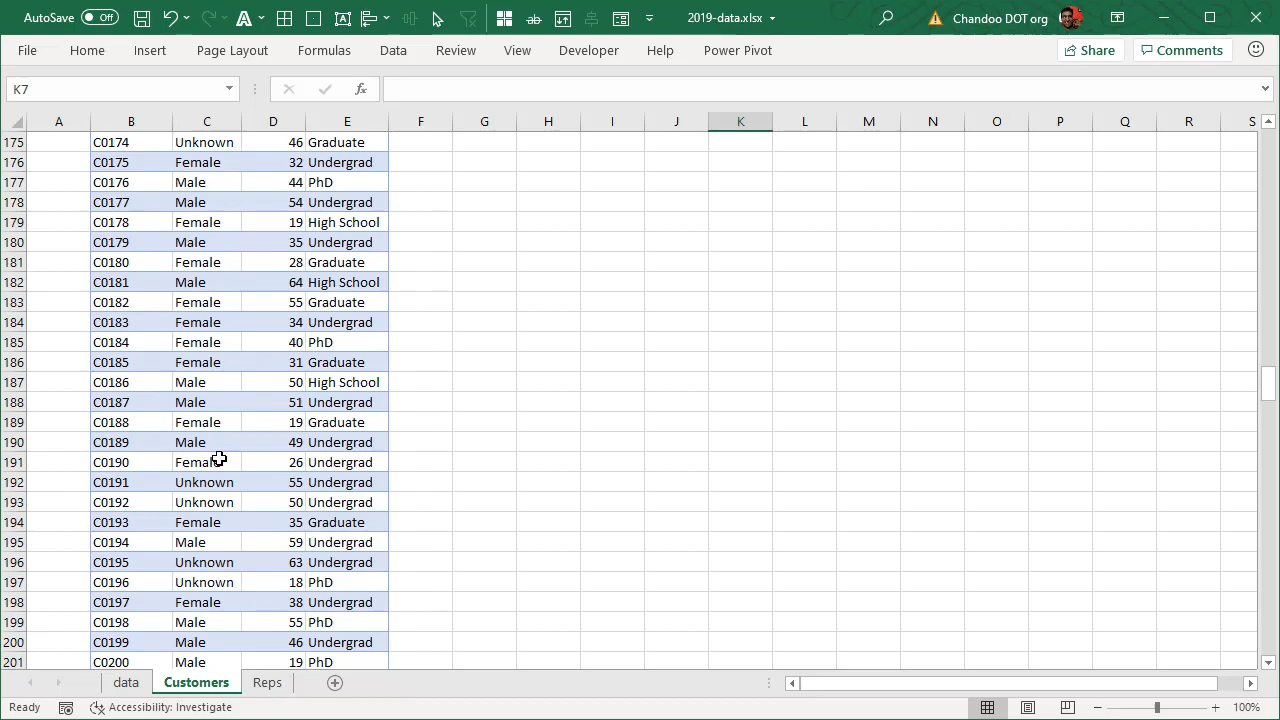 AutoSave Off 2019-data.xlsx Chandoo DOT org
File Home Insert Page Layout Formulas Data Review View Developer Help Power Pivot Share Comments
K7 fx
A B C D E F G H I J K L M N O P Q R S
175 C0174 Unknown 46 Graduate
176 C0175 Female 32 Undergrad
177 C0176 Male 44 PhD
178 C0177 Male 54 Undergrad
179 C0178 Female 19 High School
180 C0179 Male 35 Undergrad
181 C0180 Female 28 Graduate
182 C0181 Male 64 High School
183 C0182 Female 55 Graduate
184 C0183 Female 34 Undergrad
185 C0184 Female 40 PhD
186 C0185 Female 31 Graduate
187 C0186 Male 50 High School
188 C0187 Male 51 Undergrad
189 C0188 Female 19 Graduate
190 C0189 Male 49 Undergrad
191 C0190 Female 26 Undergrad
192 C0191 Unknown 55 Undergrad
193 C0192 Unknown 50 Undergrad
194 C0193 Female 35 Graduate
195 C0194 Male 59 Undergrad
196 C0195 Unknown 63 Undergrad
197 C0196 Unknown 18 PhD
198 C0197 Female 38 Undergrad
199 C0198 Male 55 PhD
200 C0199 Male 46 Undergrad
201 C0200 Male 19 PhD
data Customers Reps
Ready Accessibility: Investigate 100%